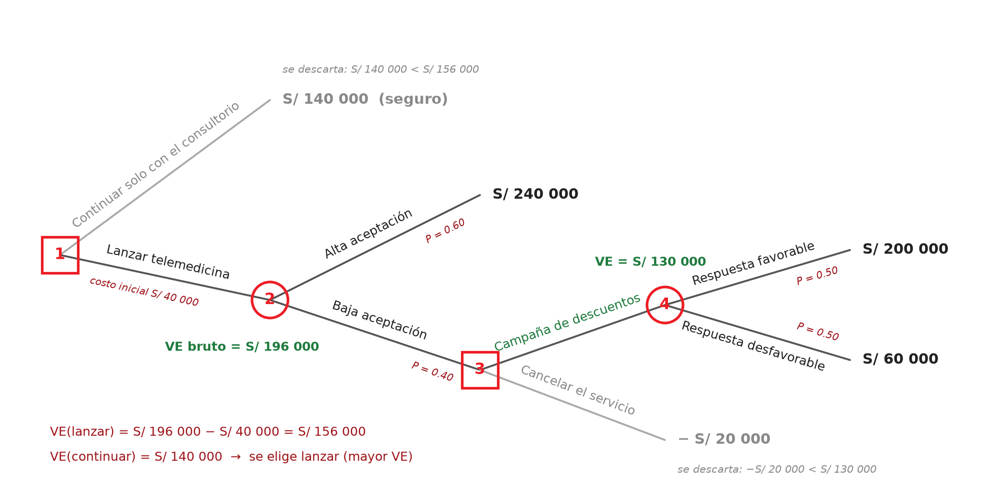 se descarta: S/ 140 000 < S/ 156 000
S/ 140 000  (seguro)
Continuar solo con el consultorio
S/ 240 000
Alta aceptación
P = 0.60
1
Lanzar telemedicina
costo inicial S/ 40 000
2
VE bruto = S/ 196 000
Baja aceptación
P = 0.40
3
Campaña de descuentos
VE = S/ 130 000
4
Respuesta favorable
P = 0.50
S/ 200 000
P = 0.50
Respuesta desfavorable
S/ 60 000
Cancelar el servicio
− S/ 20 000
se descarta: −S/ 20 000 < S/ 130 000
VE(lanzar) = S/ 196 000 − S/ 40 000 = S/ 156 000
VE(continuar) = S/ 140 000  →  se elige lanzar (mayor VE)